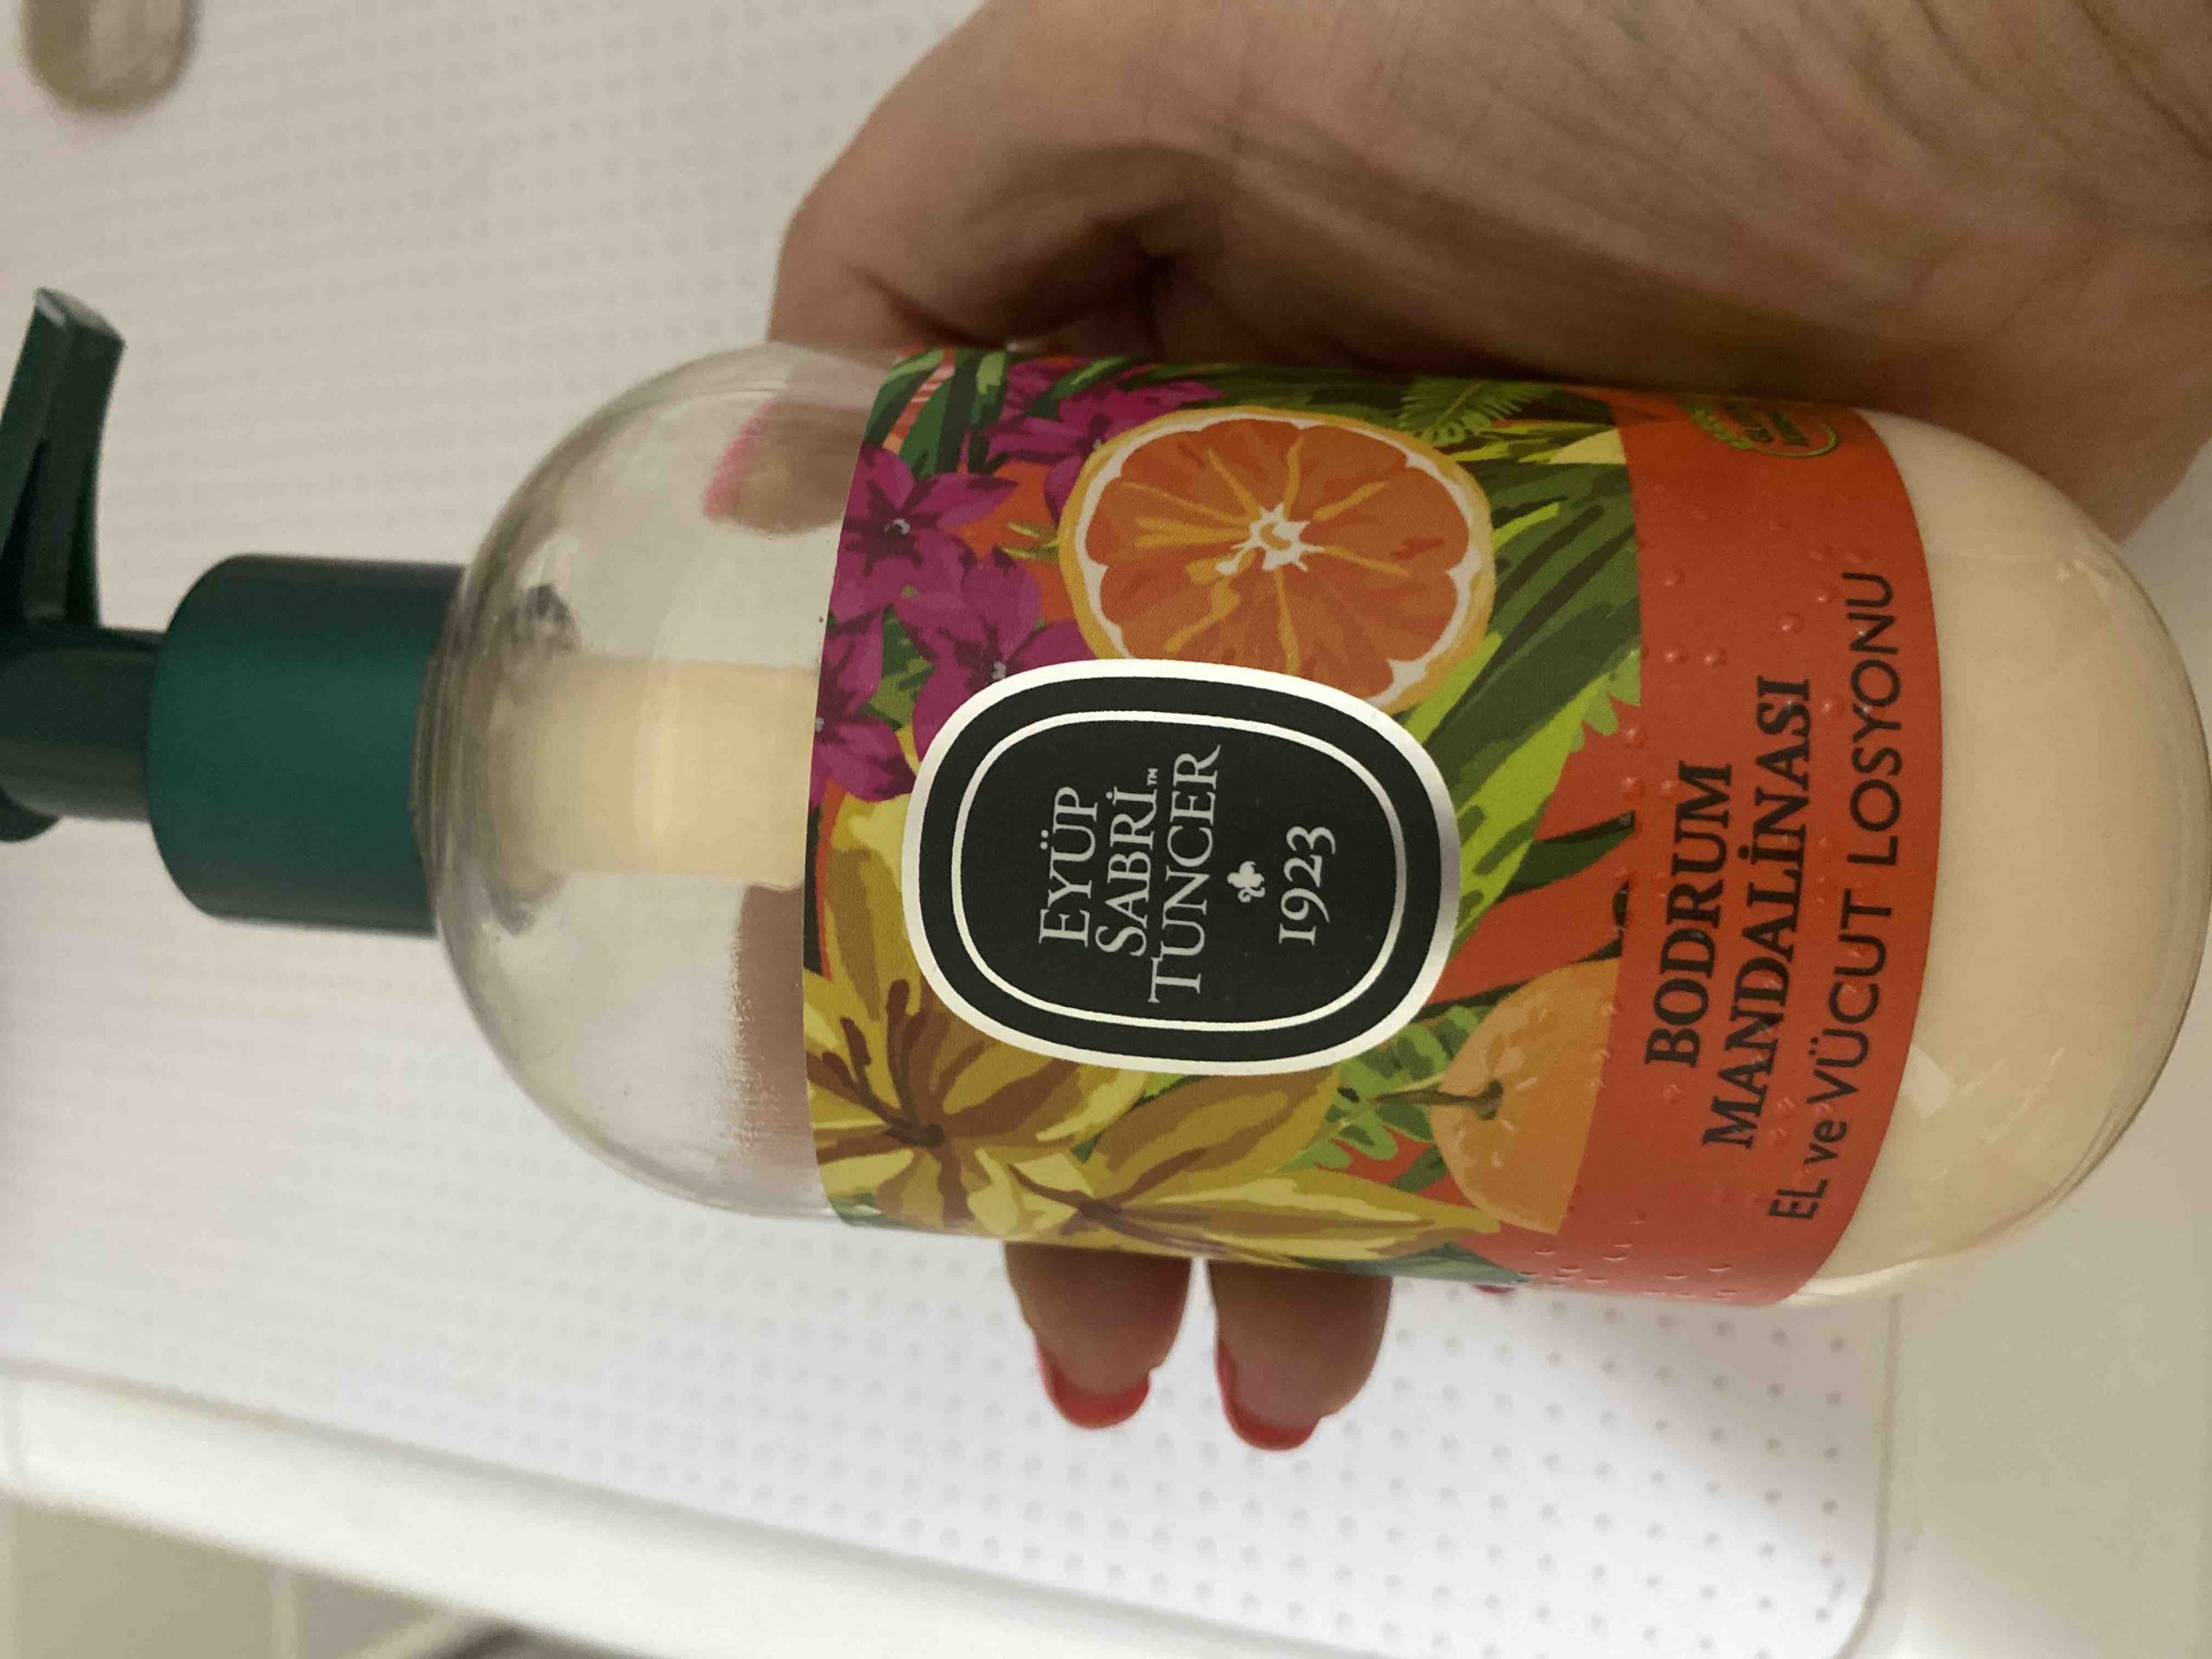 EYÜP
SABRİ™
TUNCER
1923
BODRUM
MANDALİNASI
EL ve VÜCUT LOSYONU